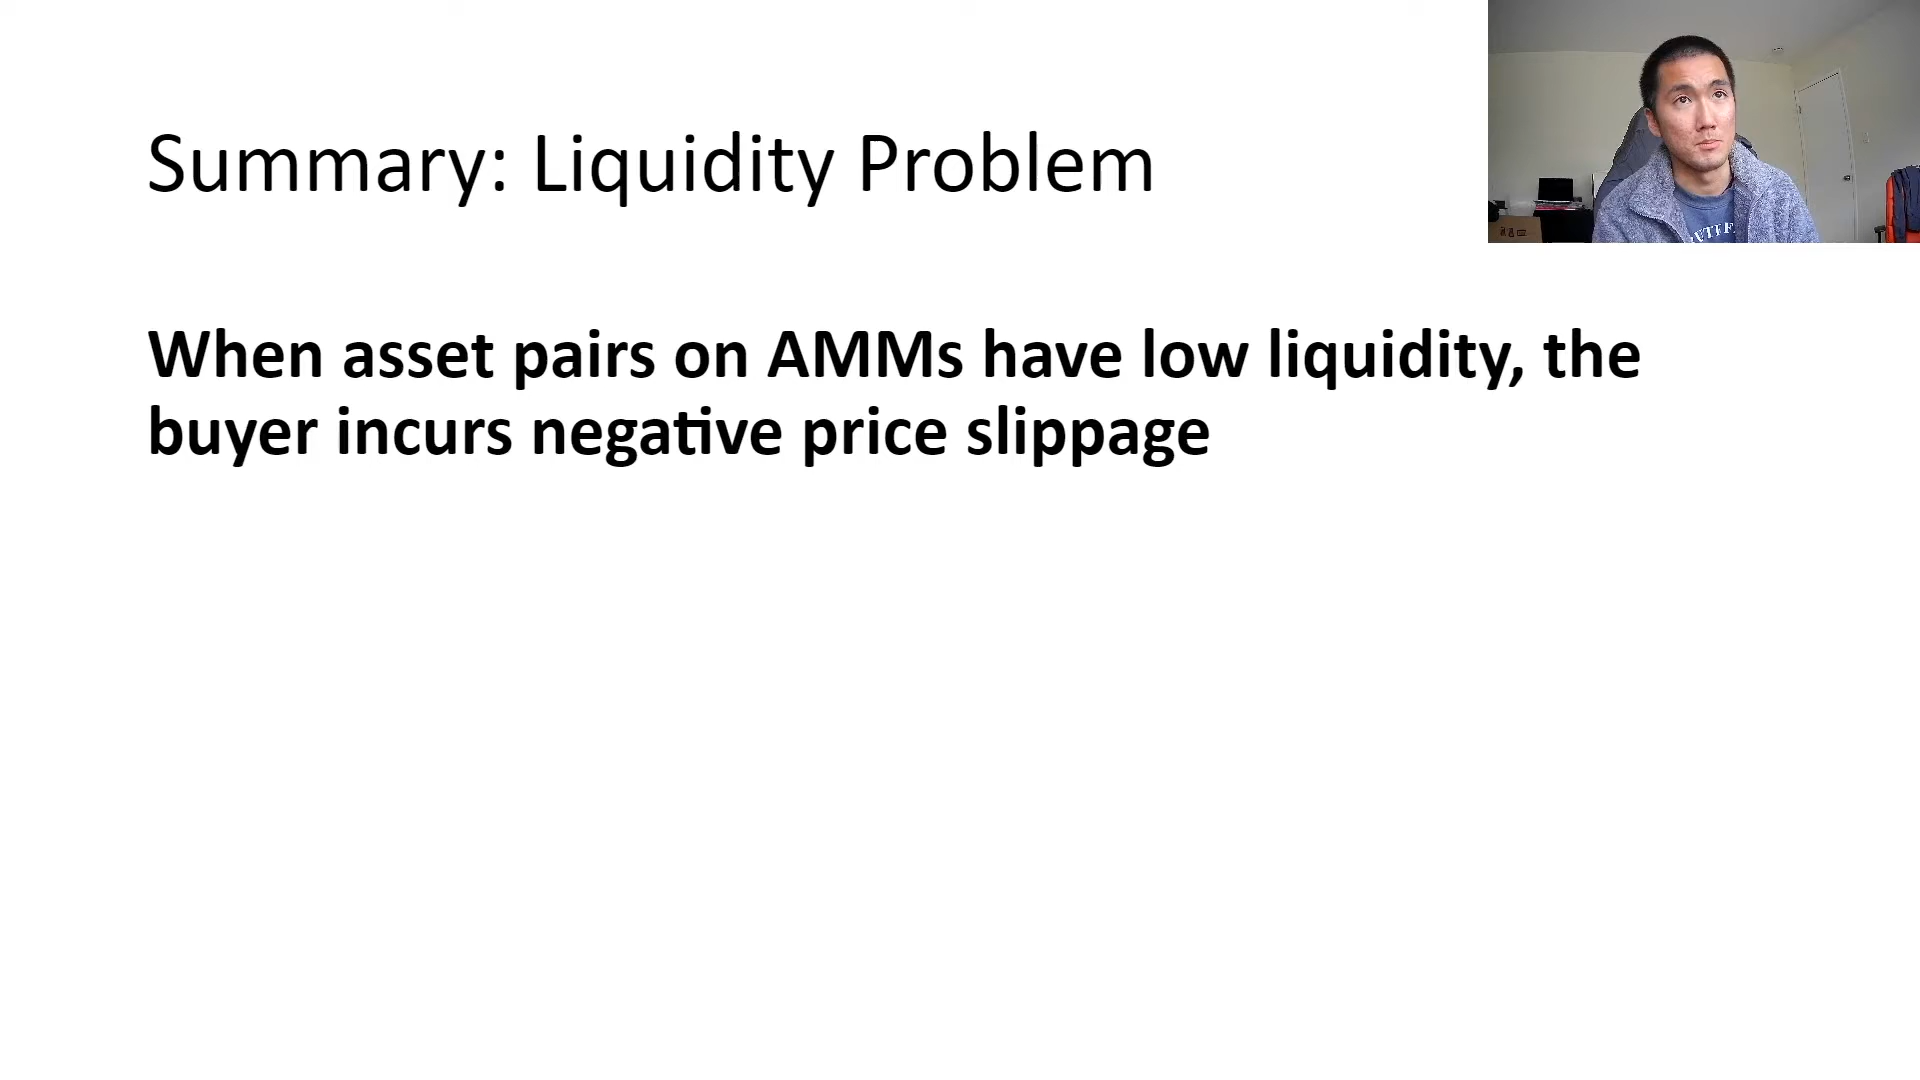 Summary: Liquidity Problem
When asset pairs on AMMs have low liquidity, the
buyer incurs negative price slippage